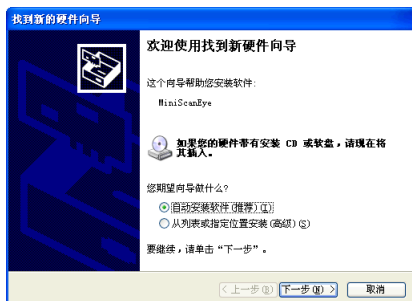 找到新的硬件向导
欢迎使用找到新硬件向导
这个向导帮助您安装软件:
MiniScanEye
如果您的硬件带有安装 CD 或软盘，请现在将
其插入。
您期望向导做什么?
自动安装软件(推荐)(I)
从列表或指定位置安装(高级)(S)
要继续，请单击“下一步”。
< 上一步(B) 下一步(N) > 取消